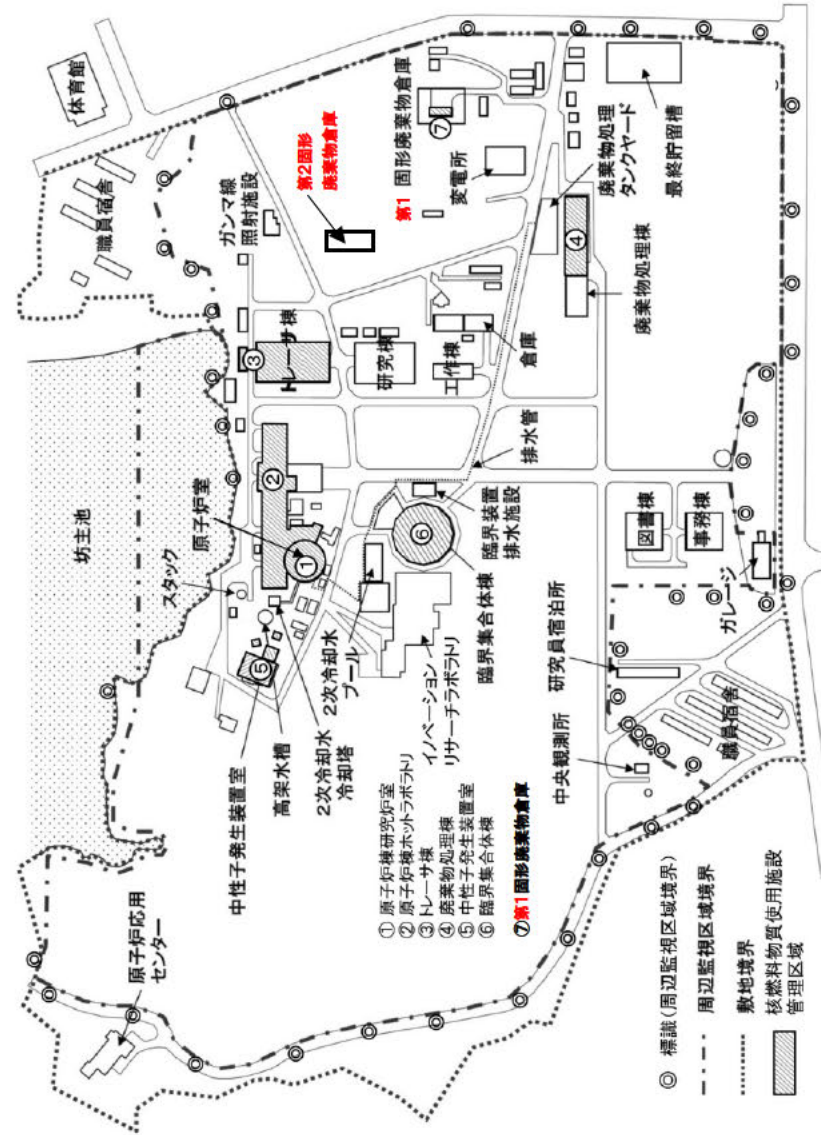 体育館
職員宿舎
ガンマ線
照射施設
第2固形
廃棄物倉庫
第1 固形廃棄物倉庫
⑦
変電所
廃棄物処理
タンクヤード
最終貯留槽
④
廃棄物処理棟
③
トレーサ棟
研究棟
工作棟
倉庫
排水管
坊主池
スタック
原子炉室
②
①
⑤
⑥
臨界装置
排水施設
臨界集合体棟
図書棟
事務棟
ガレージ
中性子発生装置室
高架水槽
2次冷却水
冷却塔
2次冷却水
プール
イノベーション
リサーチラボラトリ
研究員宿泊所
中央観測所
職員宿舎
原子炉応用
センター
① 原子炉棟研究炉室
② 原子炉棟ホットラボラトリ
③ トレーサ棟
④ 廃棄物処理棟
⑤ 中性子発生装置室
⑥ 臨界集合体棟
⑦第1固形廃棄物倉庫
◎ 標識(周辺監視区域境界)
周辺監視区域境界
敷地境界
核燃料物質使用施設
管理区域